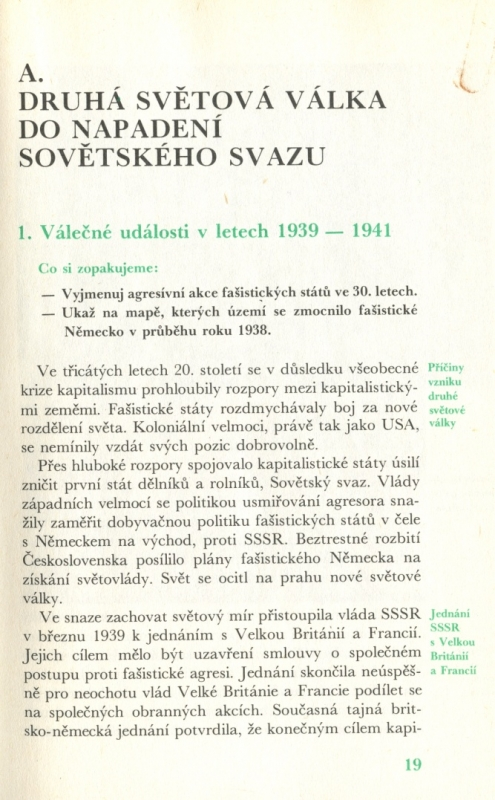 A.
DRUHÁ SVĚTOVÁ VÁLKA
DO NAPADENÍ
SOVĚTSKÉHO SVAZU
1. Válečné události v letech 1939 — 1941
Co si zopakujeme:
— Vyjmenuj agresívní akce fašistických států ve 30. letech.
— Ukaž na mapě, kterých území se zmocnilo fašistické
Německo v průběhu roku 1938.
Ve třicátých letech 20. století se v důsledku všeobecné
krize kapitalismu prohloubily rozpory mezi kapitalistický-
mi zeměmi. Fašistické státy rozdmychávaly boj za nové
rozdělení světa. Koloniální velmoci, právě tak jako USA,
se nemínily vzdát svých pozic dobrovolně.
Příčiny
vzniku
druhé
světové
války
Přes hluboké rozpory spojovalo kapitalistické státy úsilí
zničit první stát dělníků a rolníků, Sovětský svaz. Vlády
západních velmocí se politikou usmiřování agresora sna-
žily zaměřit dobyvačnou politiku fašistických států v čele
s Německem na východ, proti SSSR. Beztrestné rozbití
Československa posílilo plány fašistického Německa na
získání světovlády. Svět se ocitl na prahu nové světové
války.
Ve snaze zachovat světový mír přistoupila vláda SSSR
v březnu 1939 k jednáním s Velkou Británií a Francií.
Jejich cílem mělo být uzavření smlouvy o společném
postupu proti fašistické agresi. Jednání skončila neúspěš-
ně pro neochotu vlád Velké Británie a Francie podílet se
na společných obranných akcích. Současná tajná brit-
sko-německá jednání potvrdila, že konečným cílem kapi-
Jednání
SSSR
s Velkou
Británií
a Francií
19